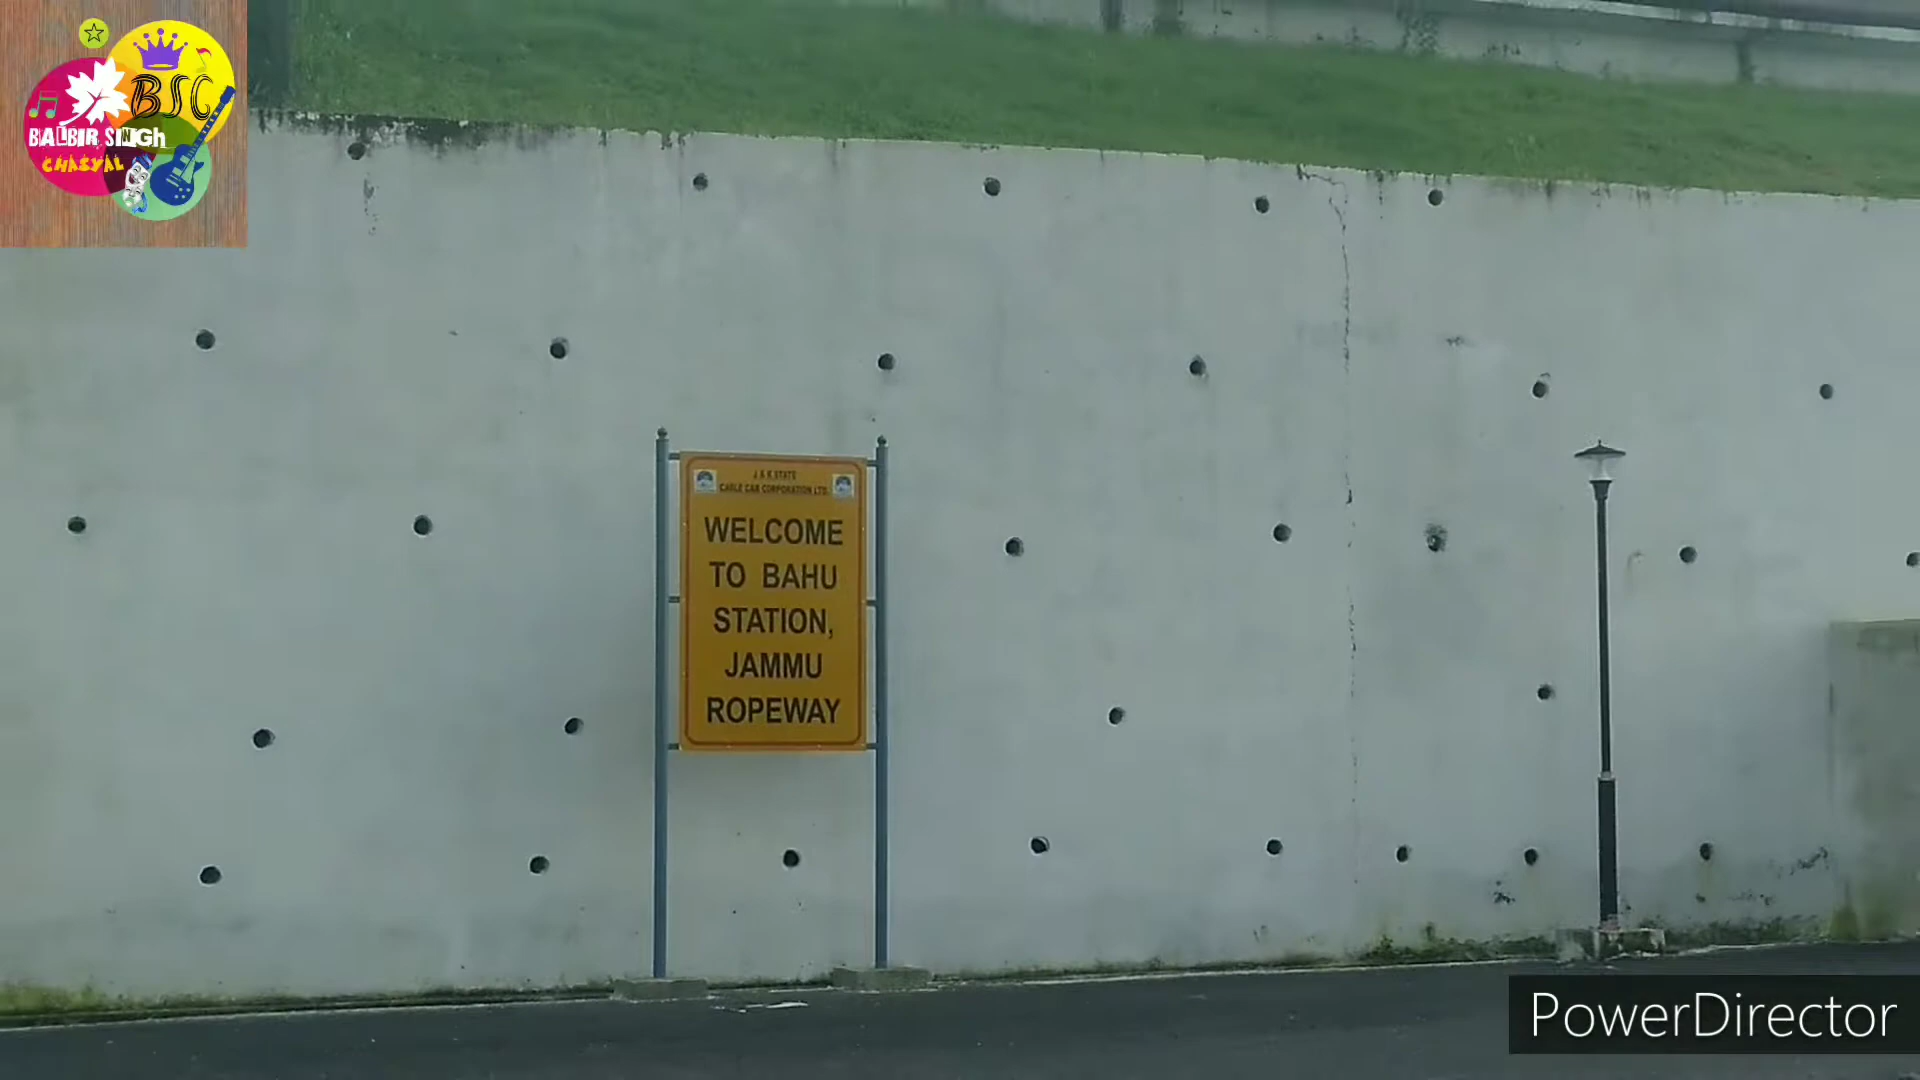 BSC
BALBIR SINGh
CHASYAL
J & K STATE
CABLE CAR CORPORATION LTD.
WELCOME
TO BAHU
STATION,
JAMMU
ROPEWAY
PowerDirector